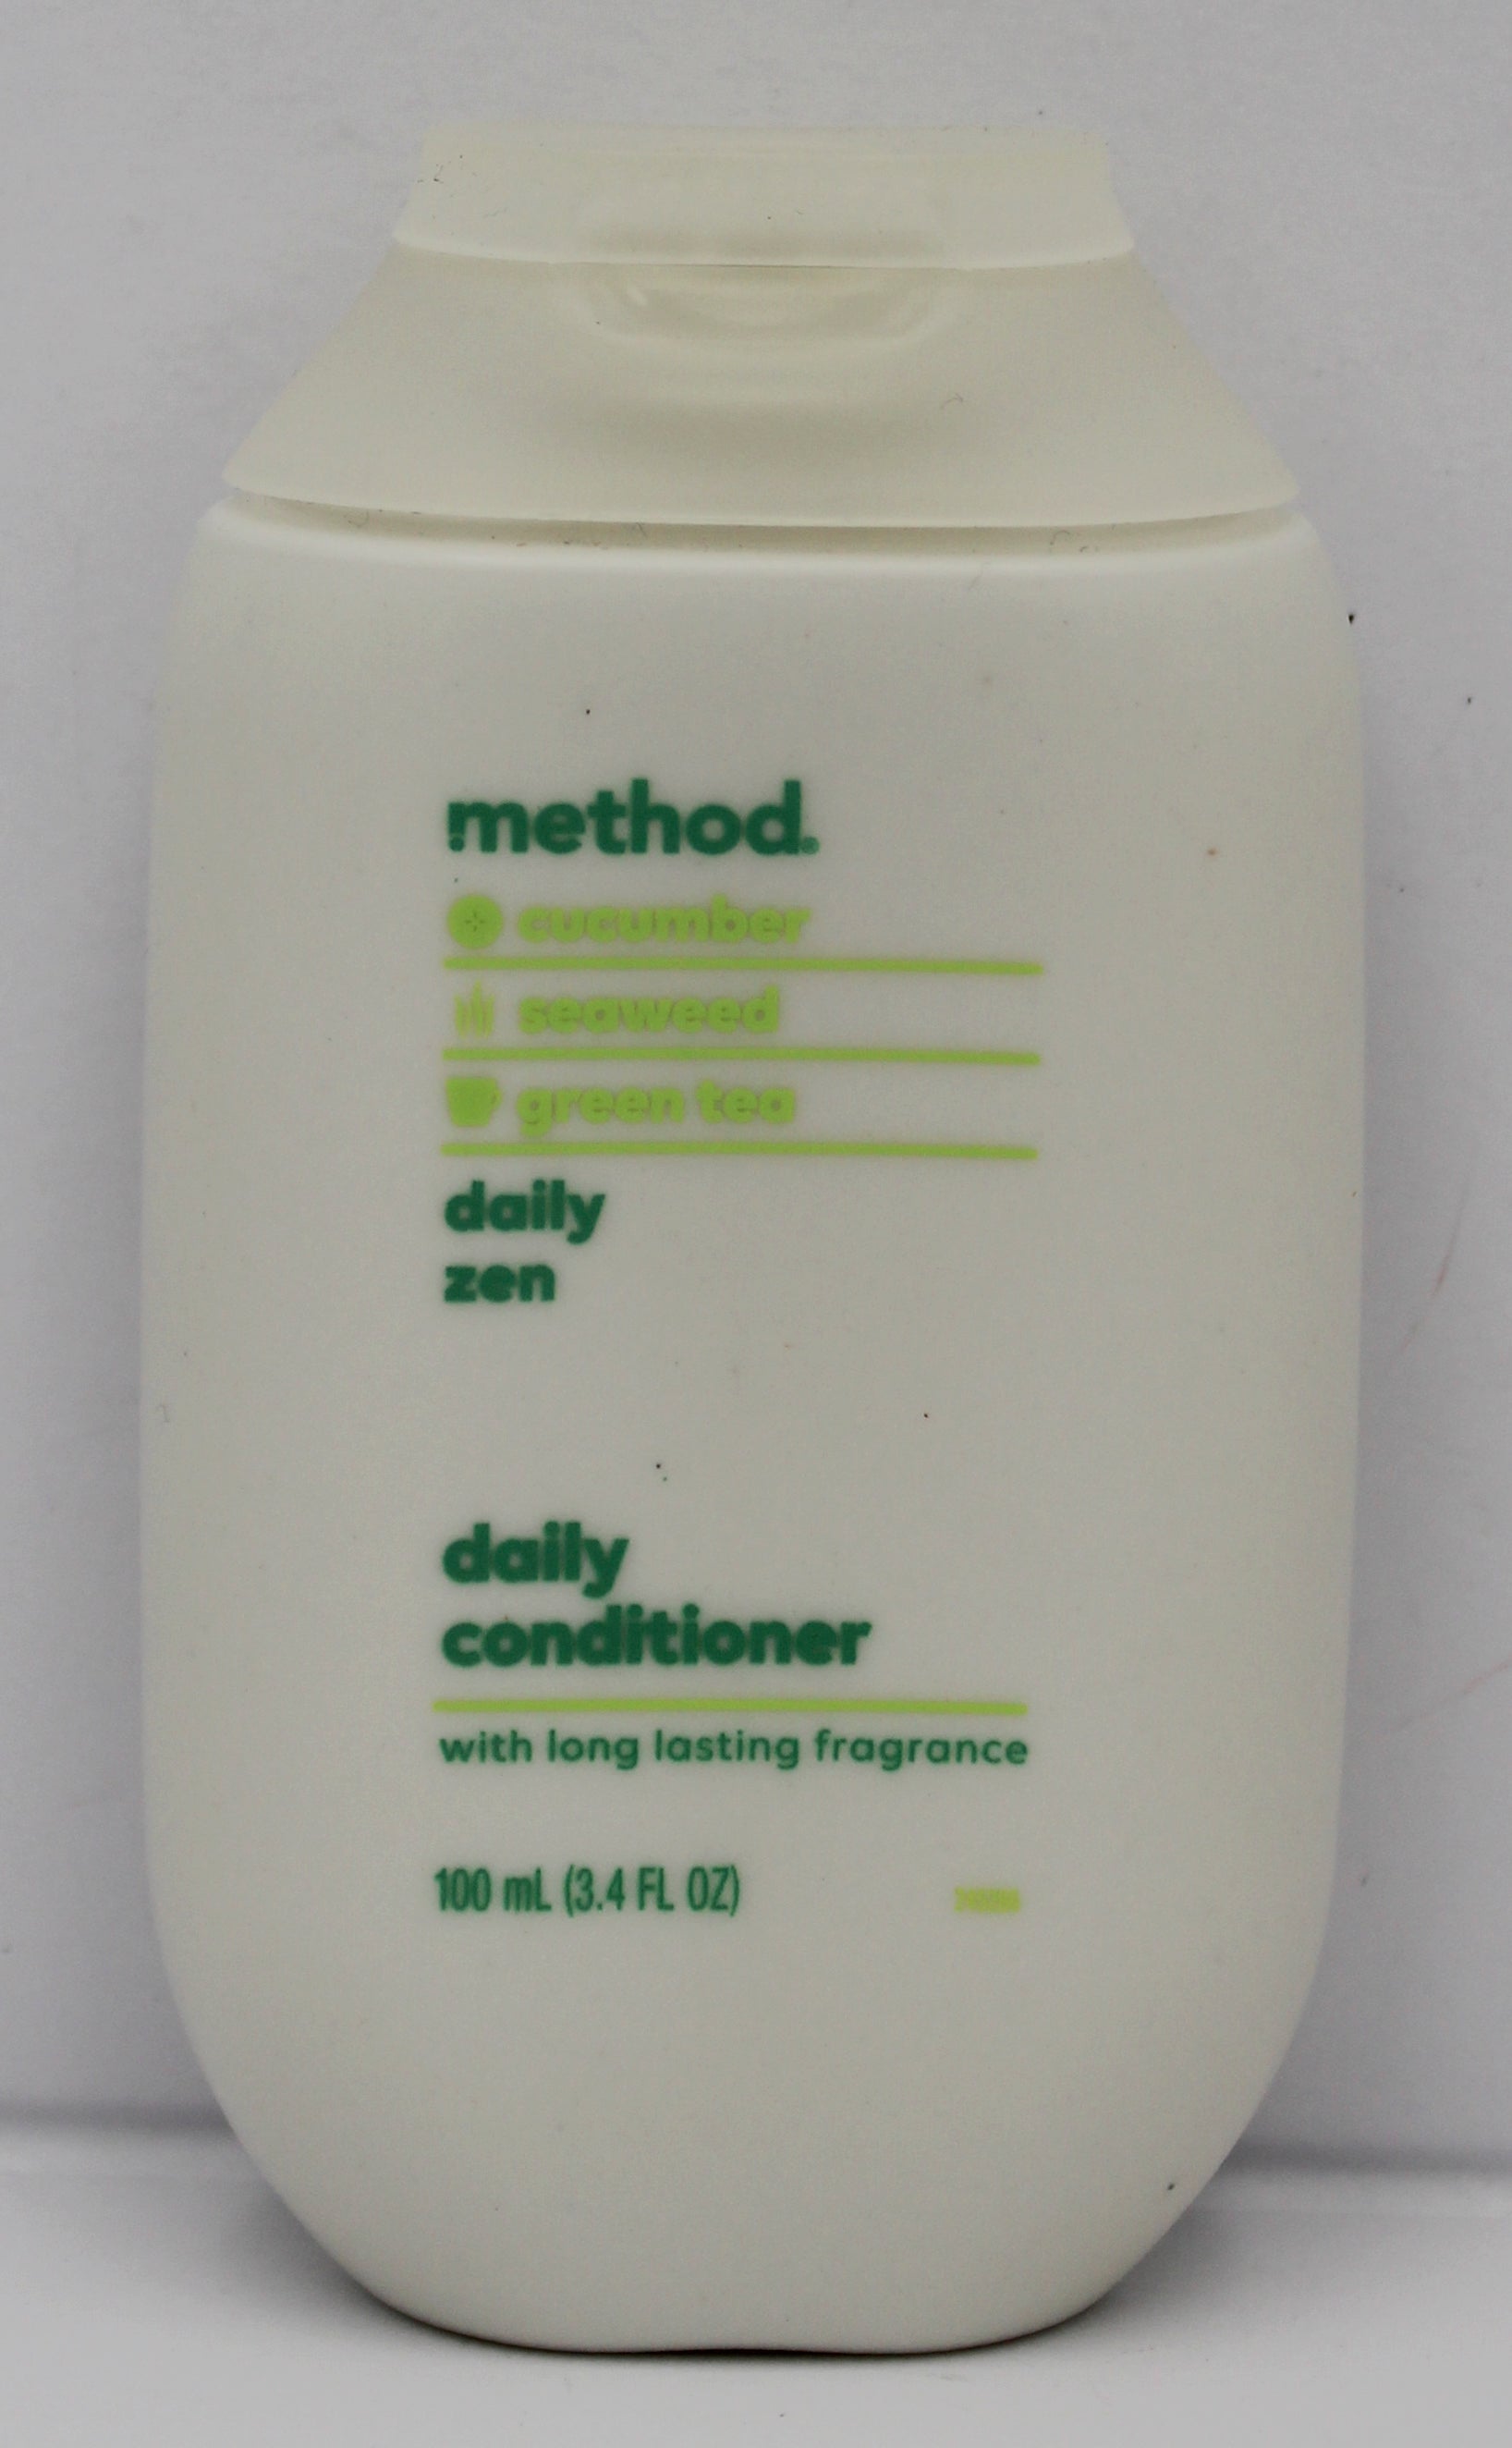 method®
cucumber
seaweed
green tea
daily
zen
daily
conditioner
with long lasting fragrance
100 mL (3.4 FL OZ)